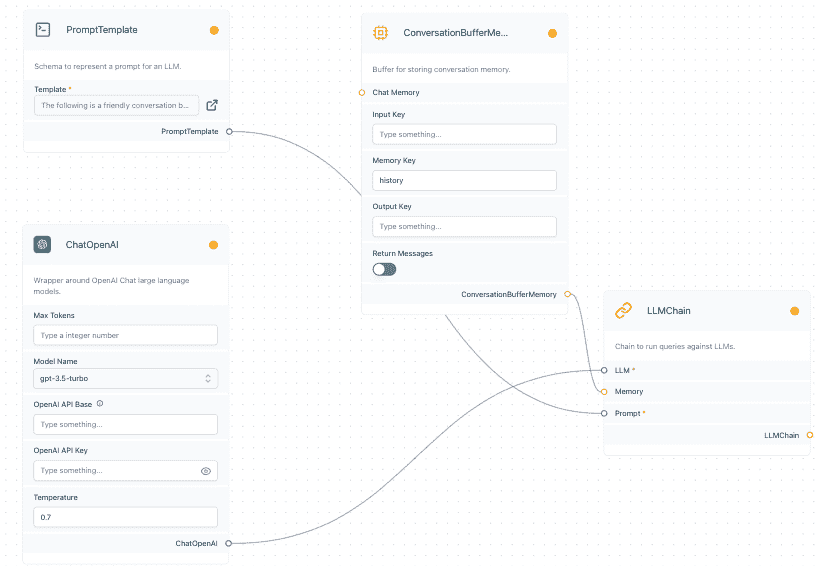 PromptTemplate
Schema to represent a prompt for an LLM.
Template *
The following is a friendly conversation b...
PromptTemplate
ConversationBufferMe...
Buffer for storing conversation memory.
Chat Memory
Input Key
Type something...
Memory Key
history
Output Key
Type something...
Return Messages
ConversationBufferMemory
ChatOpenAI
Wrapper around OpenAI Chat large language
models.
Max Tokens
Type a integer number
Model Name
gpt-3.5-turbo
OpenAI API Base
Type something...
OpenAI API Key
Type something...
Temperature
0.7
ChatOpenAI
LLMChain
Chain to run queries against LLMs.
LLM *
Memory
Prompt *
LLMChain